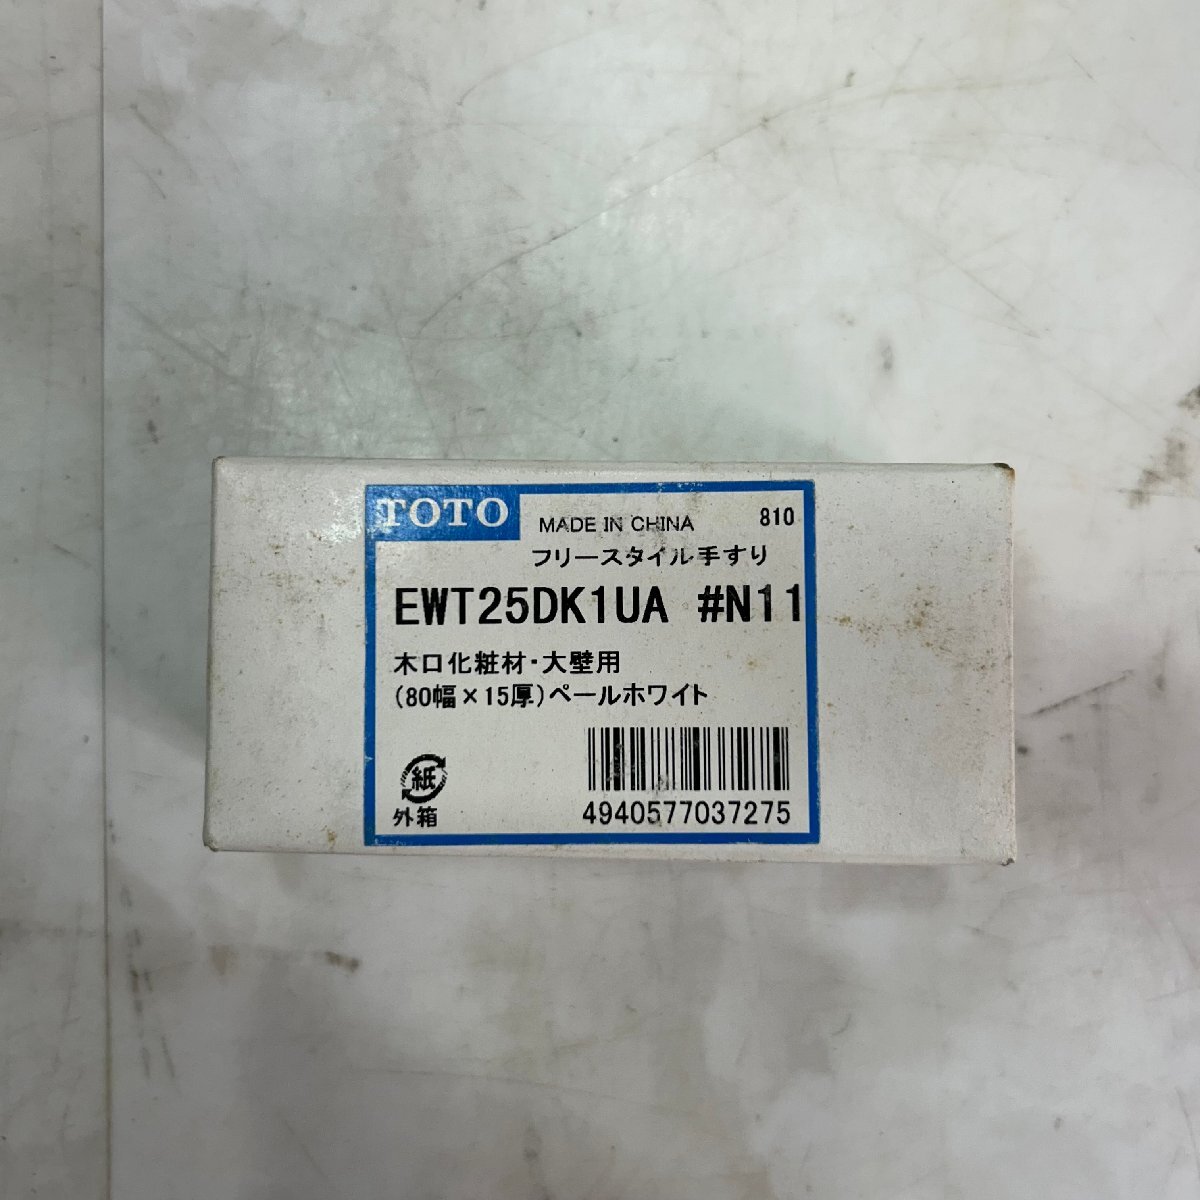 TOTO MADE IN CHINA 810
フリースタイル手すり
EWT25DK1UA #N11
木口化粧材・大壁用
(80幅×15厚)ペールホワイト
紙
外箱
4940577037275